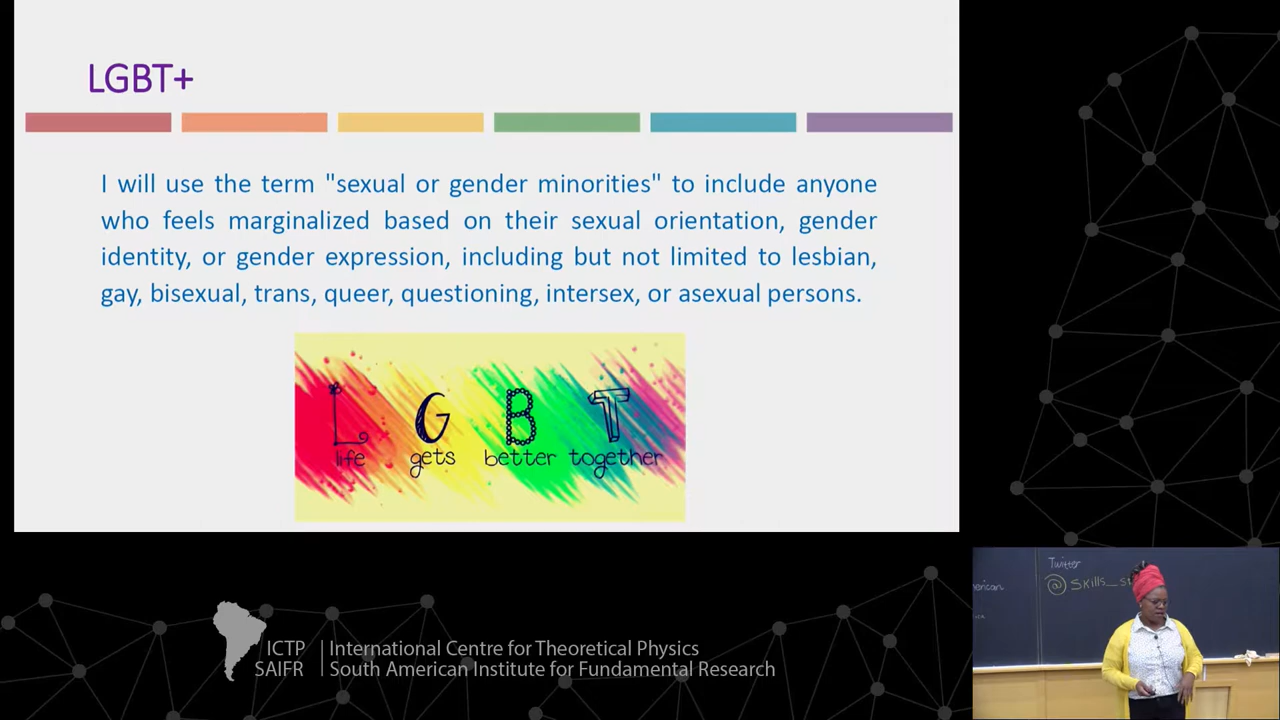 LGBT+
I will use the term "sexual or gender minorities" to include anyone
who feels marginalized based on their sexual orientation, gender
identity, or gender expression, including but not limited to lesbian,
gay, bisexual, trans, queer, questioning, intersex, or asexual persons.
L G B T
life gets better together
Twitter
@ Skills_s
ICTP International Centre for Theoretical Physics
SAIFR South American Institute for Fundamental Research